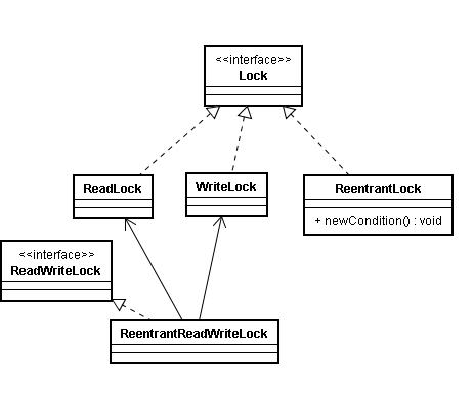 <<interface>>
Lock
ReadLock
WriteLock
ReentrantLock
+ newCondition() : void
<<interface>>
ReadWriteLock
ReentrantReadWriteLock